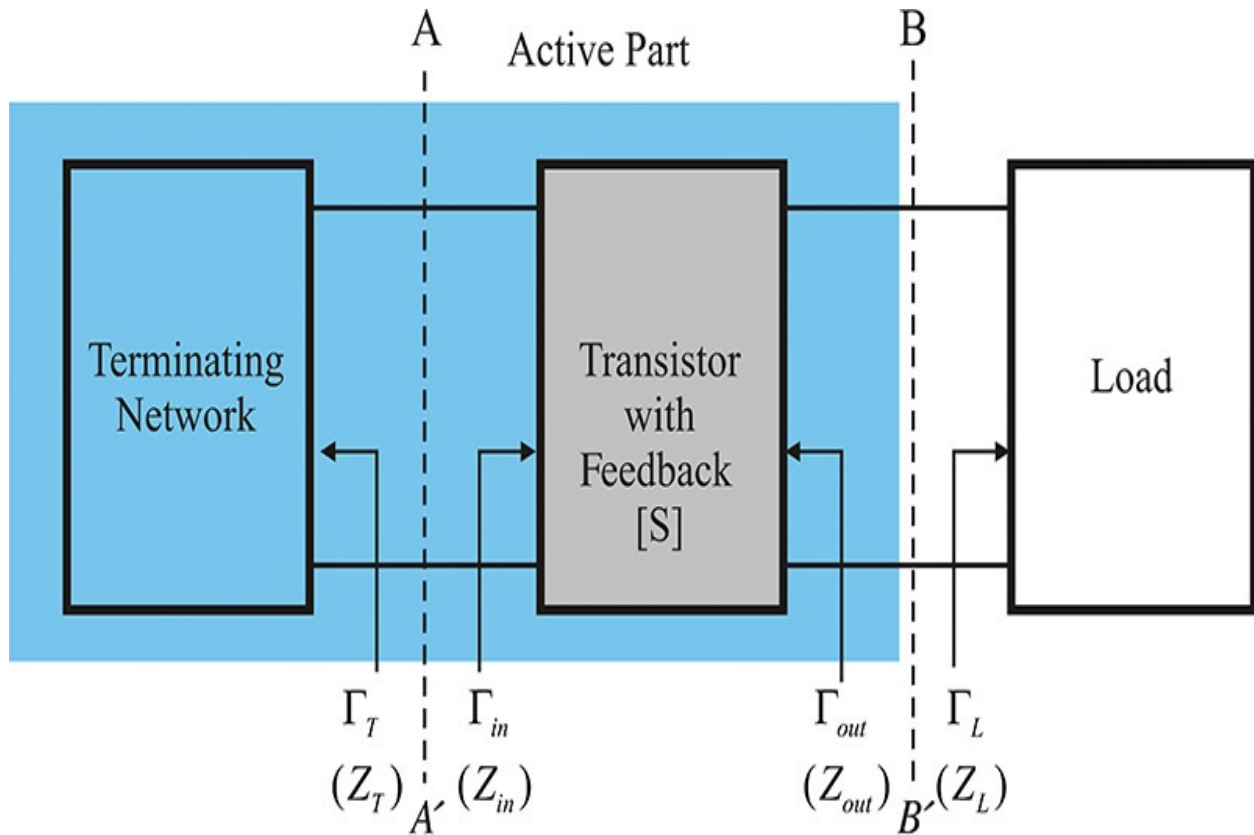 A
B
Active Part
Terminating
Network
Transistor
with
Feedback
[S]
Load
Γ_T
Γ_in
Γ_out
Γ_L
(Z_T)
(Z_in)
(Z_out)
(Z_L)
A′
B′